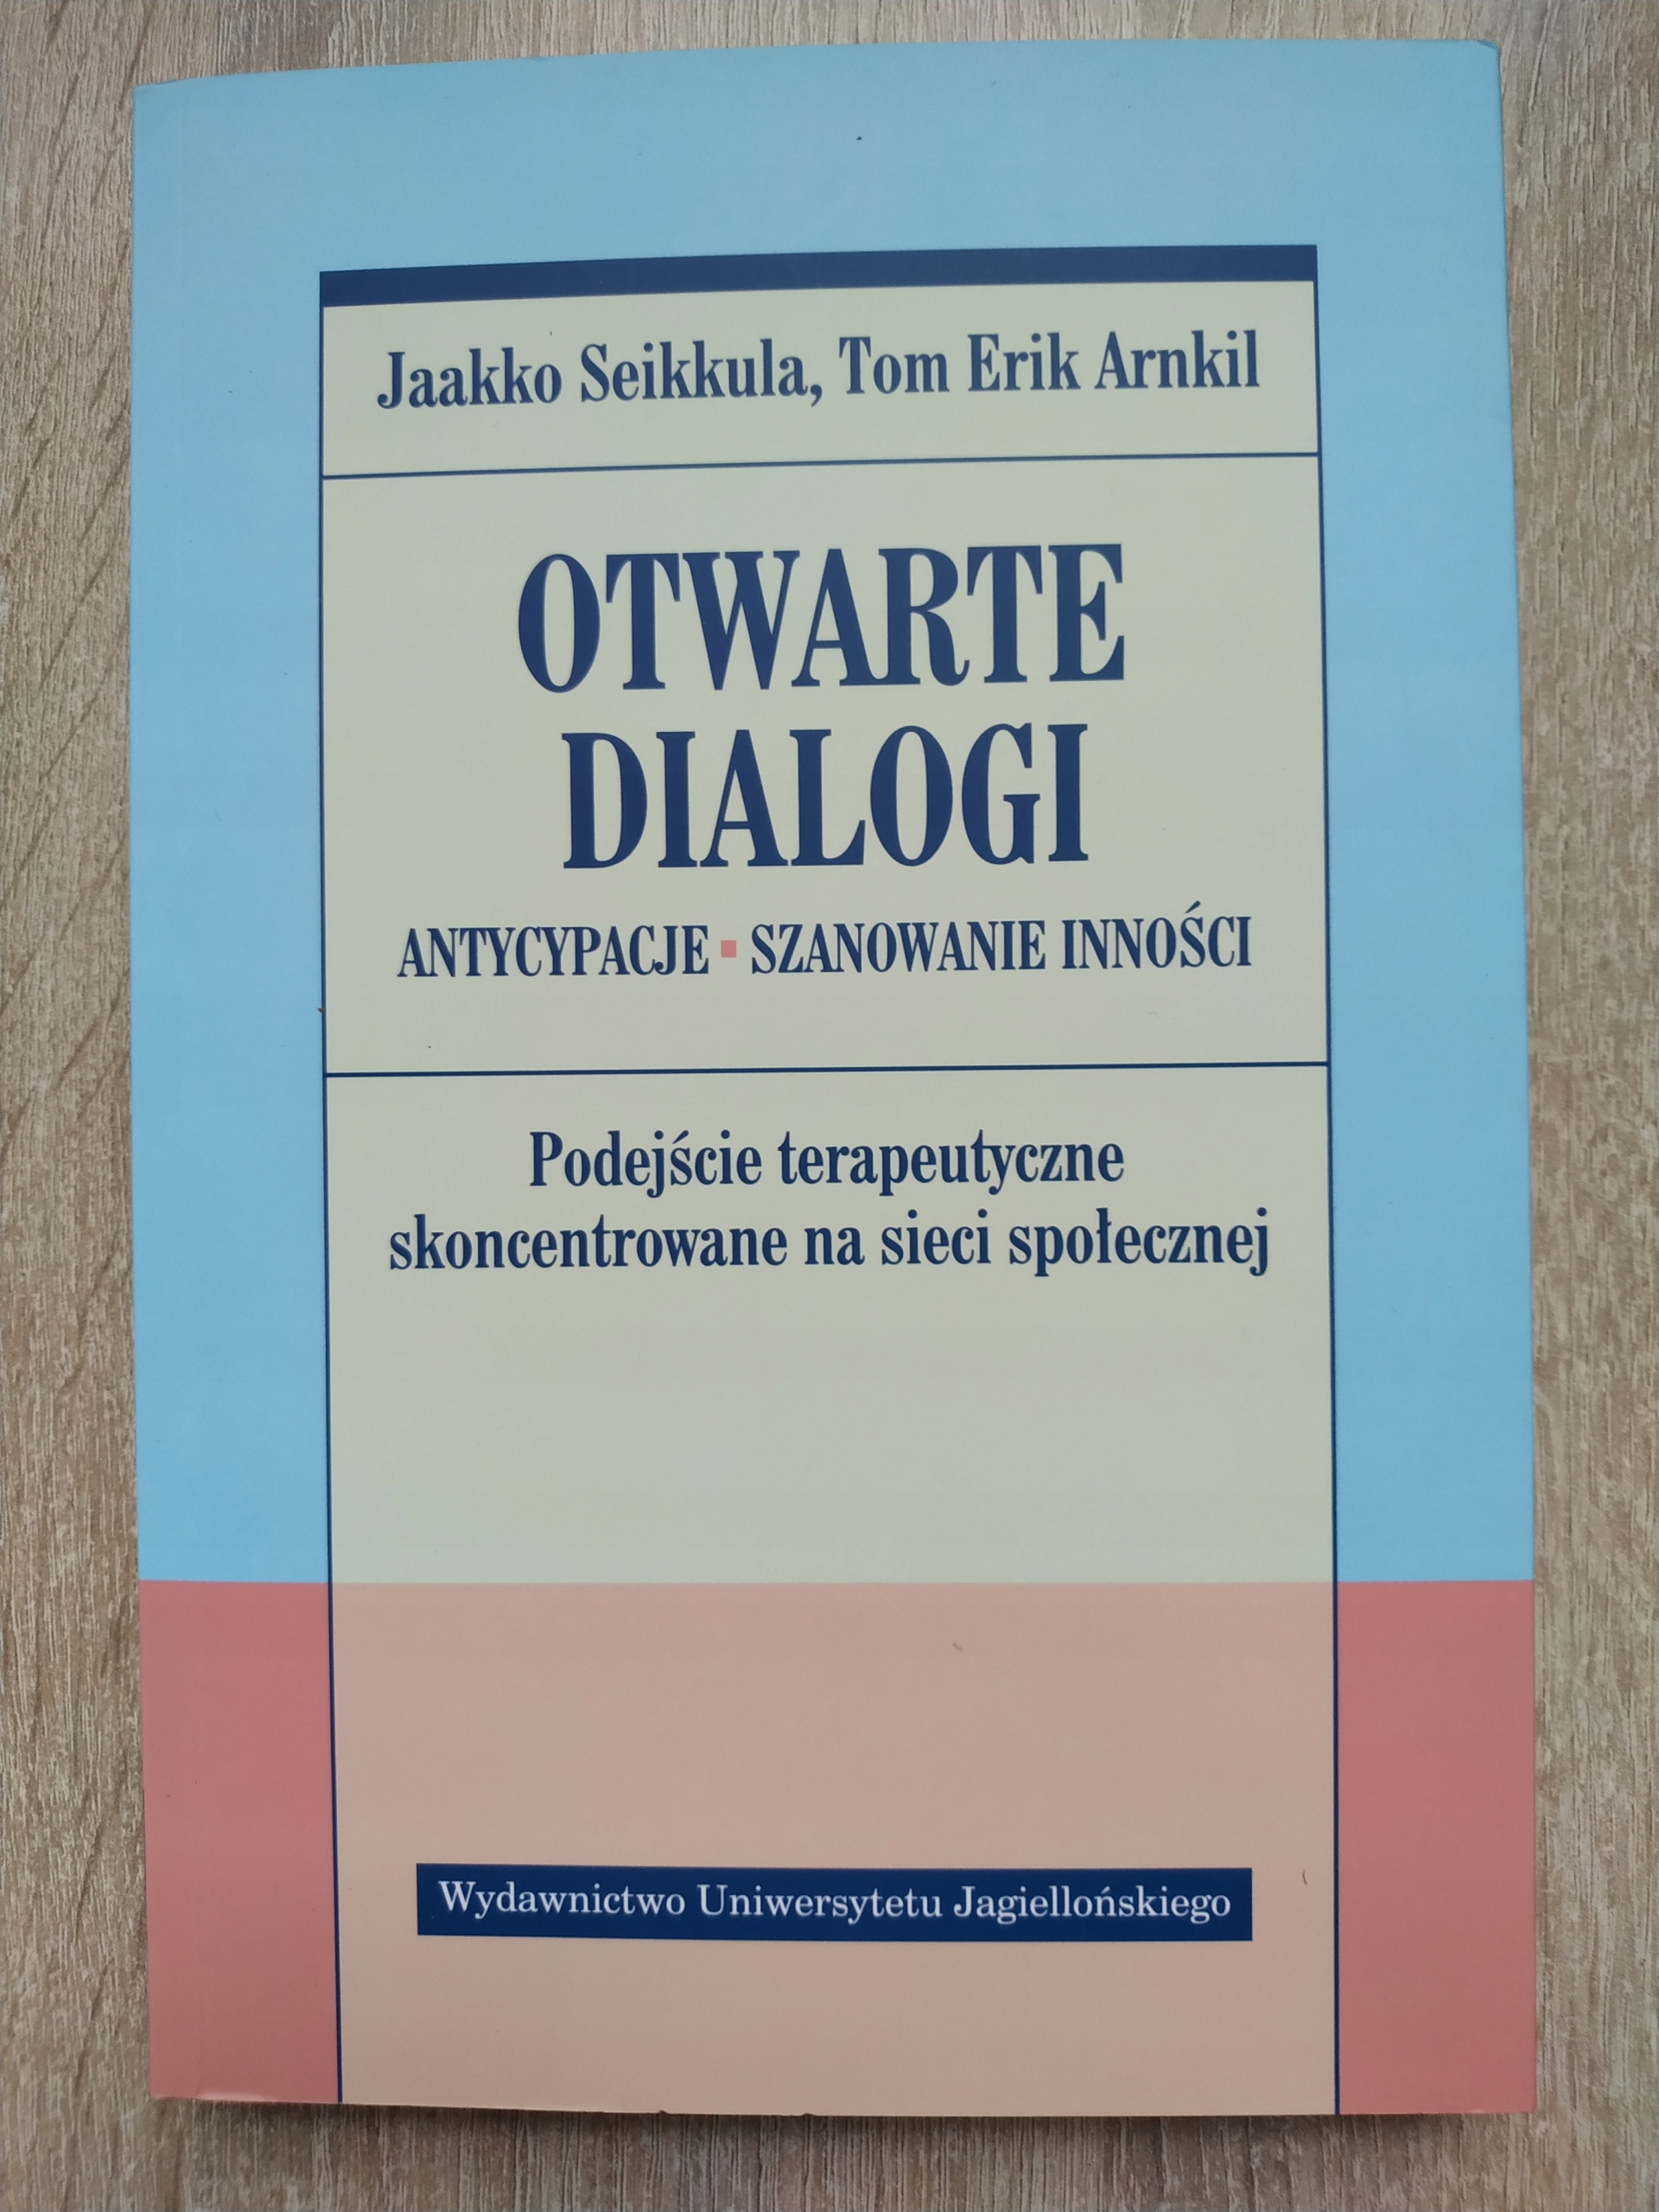 Jaakko Seikkula, Tom Erik Arnkil
OTWARTE
DIALOGI
ANTYCYPACJE ▪ SZANOWANIE INNOŚCI
Podejście terapeutyczne
skoncentrowane na sieci społecznej
Wydawnictwo Uniwersytetu Jagiellońskiego